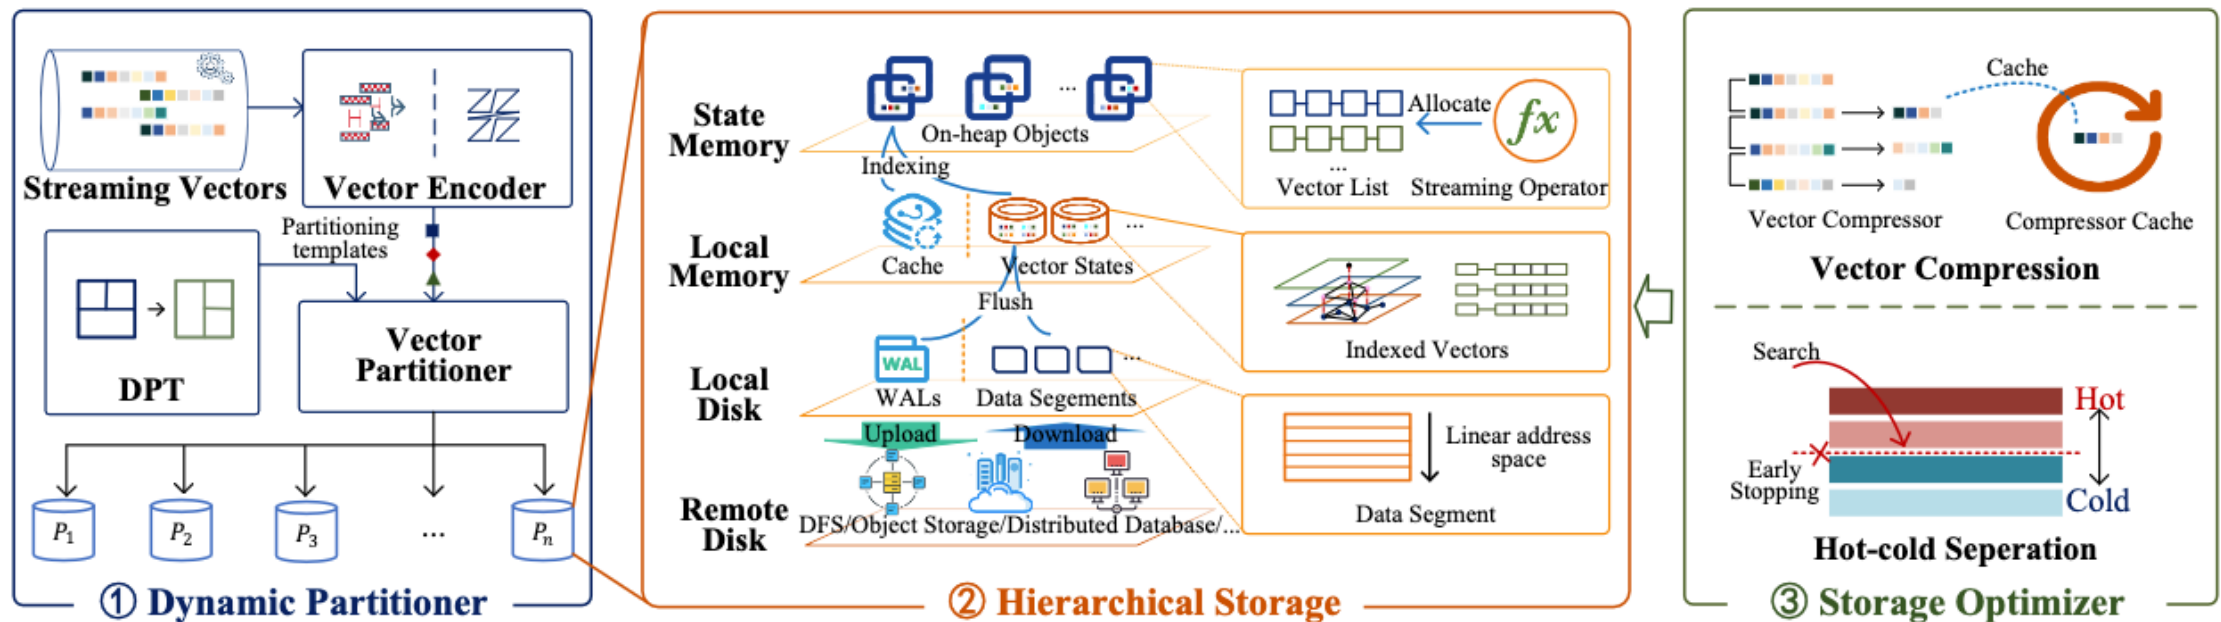 Streaming Vectors
Vector Encoder
Partitioning
templates
DPT
Vector
Partitioner
P1
P2
P3
...
Pn
① Dynamic Partitioner
State
Memory
...
On-heap Objects
Indexing
Allocate
fx
...
Vector List
Streaming Operator
Local
Memory
Cache
Vector States
...
Flush
Indexed Vectors
Local
Disk
WAL
WALs
Data Segements
...
Upload
Download
Linear address
space
Data Segment
Remote
Disk
DFS/Object Storage/Distributed Database/...
② Hierarchical Storage
Cache
Vector Compressor
Compressor Cache
Vector Compression
Search
Hot
Early
Stopping
Cold
Hot-cold Seperation
③ Storage Optimizer